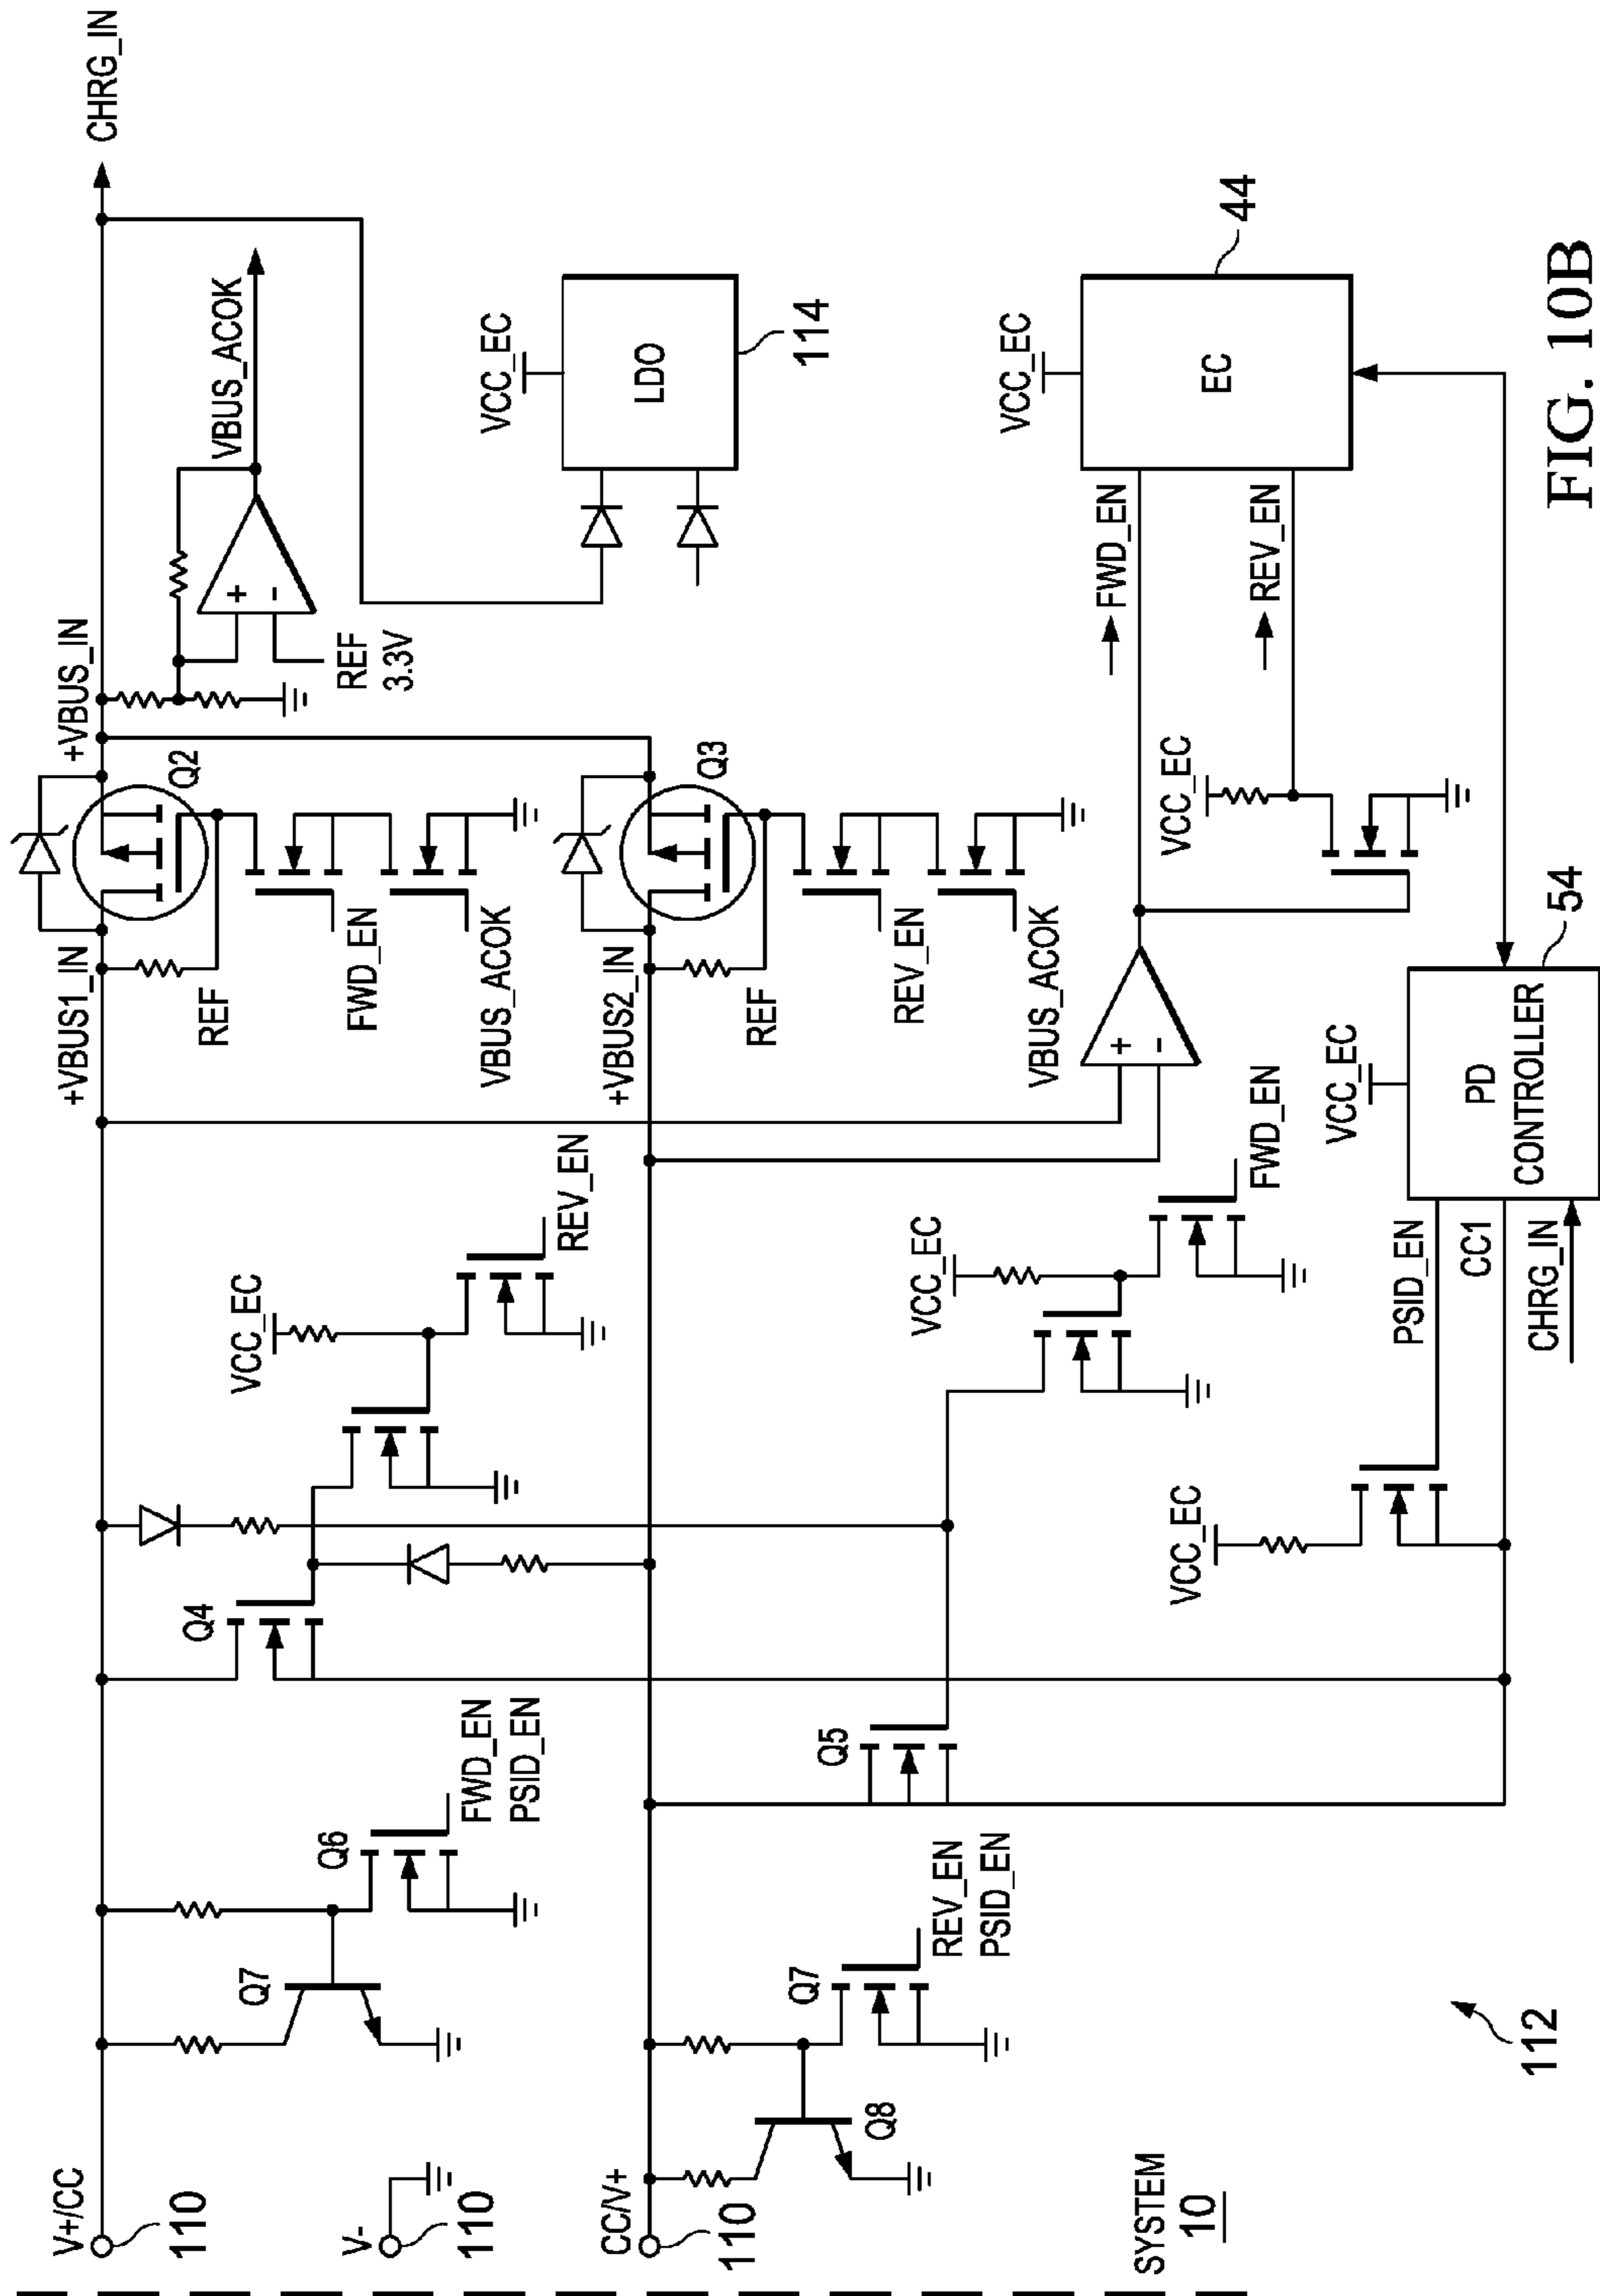 V+/CC
110
V-
110
CC/V+
110
SYSTEM
10
112
Q7
Q6
FWD_EN
PSID_EN
Q8
Q7
REV_EN
PSID_EN
Q4
Q5
VCC_EC
REV_EN
VCC_EC
FWD_EN
VCC_EC
PSID_EN
CC1
CHRG_IN
VCC_EC
PD
CONTROLLER
54
+VBUS1_IN
REF
FWD_EN
VBUS_ACOK
Q2
+VBUS_IN
+VBUS2_IN
REF
REV_EN
VBUS_ACOK
Q3
+
-
VCC_EC
REF
3.3V
+
-
VBUS_ACOK
CHRG_IN
VCC_EC
LDO
114
FWD_EN
REV_EN
VCC_EC
EC
44
FIG. 10B